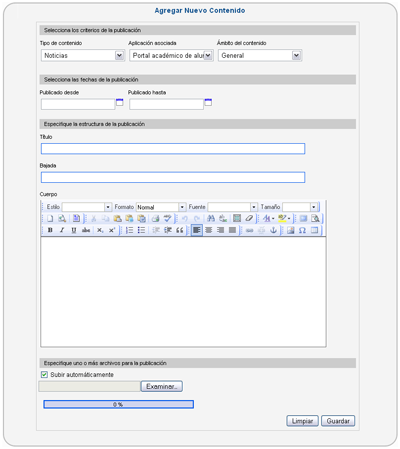 Agregar Nuevo Contenido
Selecciona los criterios de la publicación
Tipo de contenido Aplicación asociada Ámbito del contenido
Noticias Portal académico de alu General
Selecciona las fechas de la publicación
Publicado desde Publicado hasta
Especifique la estructura de la publicación
Título
Bajada
Cuerpo
Estilo Formato Normal Fuente Tamaño
Especifique uno o más archivos para la publicación
Subir automáticamente
Examinar..
0 %
Limpiar Guardar